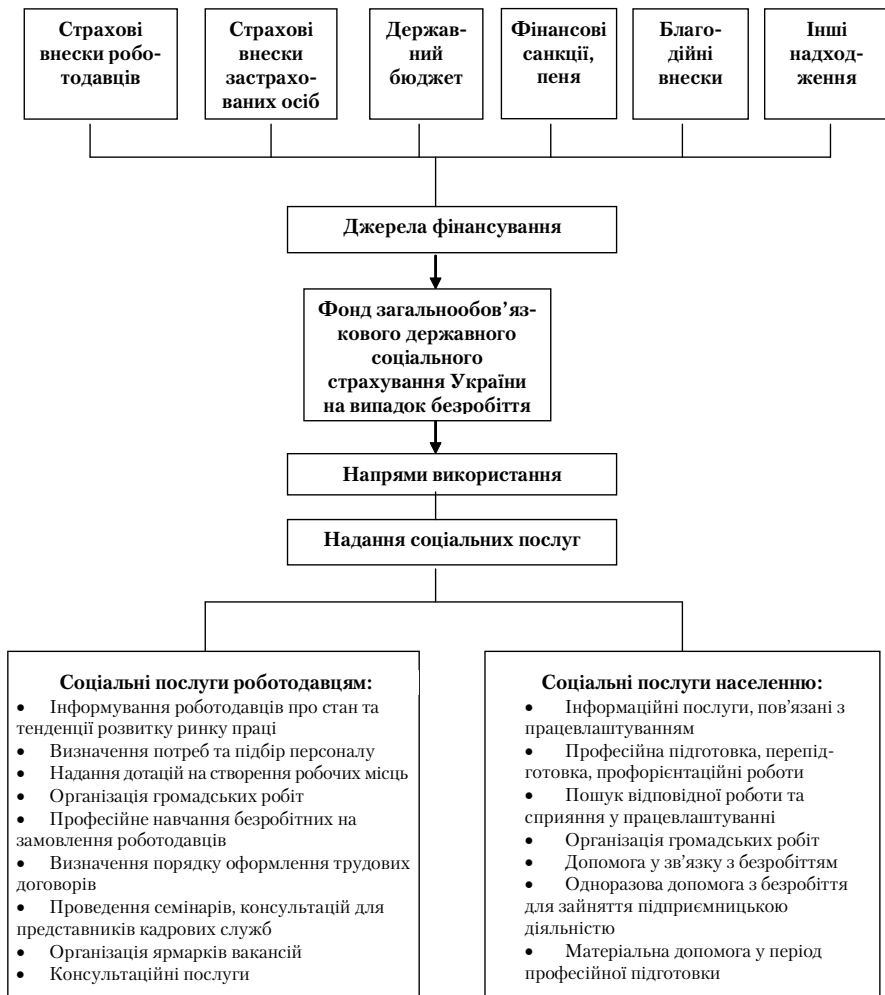 Страхові
внески робо-
тодавців
Страхові
внески
застрахо-
ваних осіб
Держав-
ний
бюджет
Фінансові
санкції,
пеня
Благо-
дійні
внески
Інші
надход-
ження
Джерела фінансування
Фонд загальнообов’яз-
кового державного
соціального
страхування України
на випадок безробіття
Напрями використання
Надання соціальних послуг
Соціальні послуги роботодавцям:
• Інформування роботодавців про стан та
тенденції розвитку ринку праці
• Визначення потреб та підбір персоналу
• Надання дотацій на створення робочих місць
• Організація громадських робіт
• Професійне навчання безробітних на
замовлення роботодавців
• Визначення порядку оформлення трудових
договорів
• Проведення семінарів, консультацій для
представників кадрових служб
• Організація ярмарків вакансій
• Консультаційні послуги
Соціальні послуги населенню:
• Інформаційні послуги, пов’язані з
працевлаштуванням
• Професійна підготовка, перепід-
готовка, профорієнтаційні роботи
• Пошук відповідної роботи та
сприяння у працевлаштуванні
• Організація громадських робіт
• Допомога у зв’язку з безробіттям
• Одноразова допомога з безробіття
для зайняття підприємницькою
діяльністю
• Матеріальна допомога у період
професійної підготовки